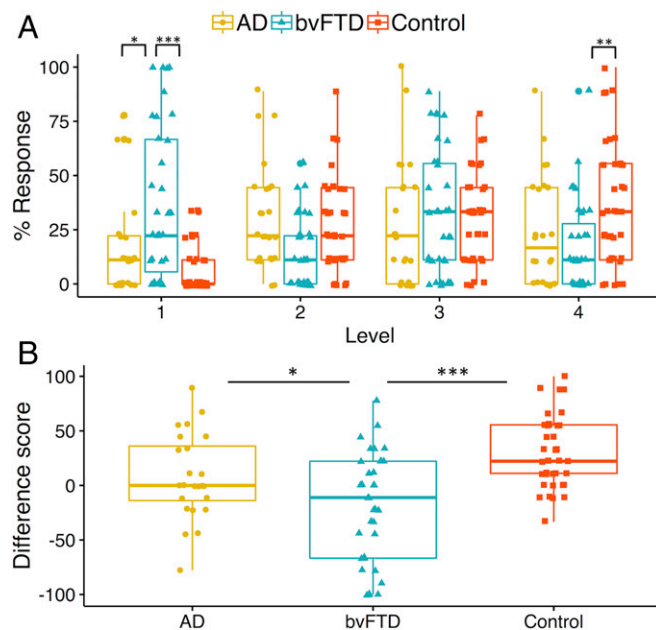 A
AD bvFTD Control
* *** **
100
75
50
25
0
% Response
1 2 3 4
Level
B
* ***
100
50
0
-50
-100
Difference score
AD bvFTD Control